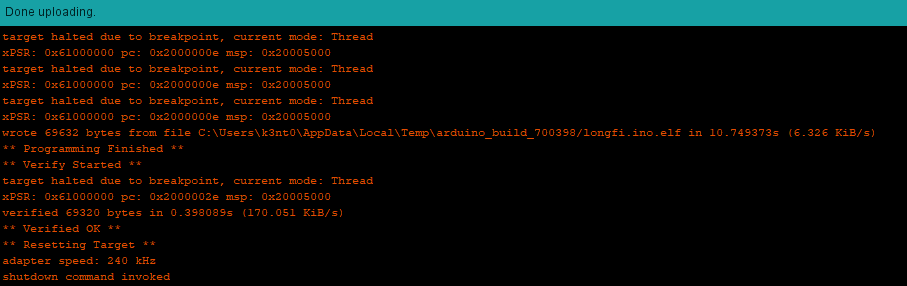 Done uploading.
target halted due to breakpoint, current mode: Thread
xPSR: 0x61000000 pc: 0x2000000e msp: 0x20005000
target halted due to breakpoint, current mode: Thread
xPSR: 0x61000000 pc: 0x2000000e msp: 0x20005000
target halted due to breakpoint, current mode: Thread
xPSR: 0x61000000 pc: 0x2000000e msp: 0x20005000
wrote 69632 bytes from file C:\Users\k3nt0\AppData\Local\Temp\arduino_build_700398/longfi.ino.elf in 10.749373s (6.326 KiB/s)
** Programming Finished **
** Verify Started **
target halted due to breakpoint, current mode: Thread
xPSR: 0x61000000 pc: 0x2000002e msp: 0x20005000
verified 69320 bytes in 0.398089s (170.051 KiB/s)
** Verified OK **
** Resetting Target **
adapter speed: 240 kHz
shutdown command invoked